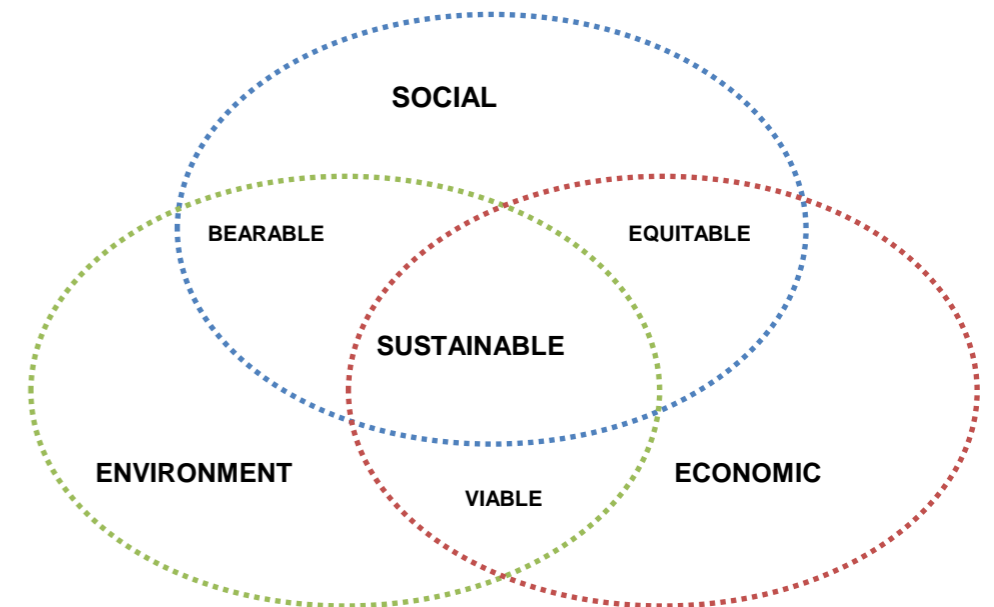 SOCIAL
BEARABLE
EQUITABLE
SUSTAINABLE
ENVIRONMENT
ECONOMIC
VIABLE